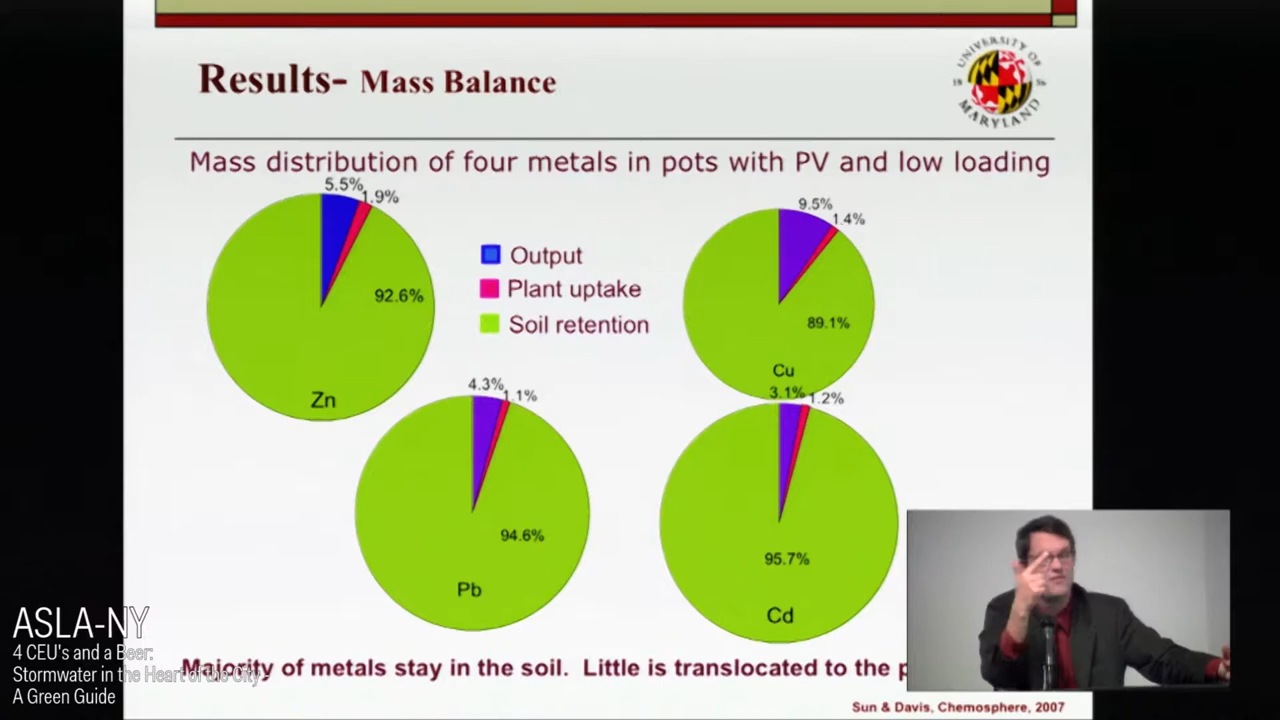 Results- Mass Balance
UNIVERSITY OF
18 56
MARYLAND
Mass distribution of four metals in pots with PV and low loading
5.5%
1.9%
92.6%
Zn
Output
Plant uptake
Soil retention
9.5%
1.4%
89.1%
Cu
4.3%
1.1%
94.6%
Pb
3.1%
1.2%
95.7%
Cd
Majority of metals stay in the soil. Little is translocated to the p
Sun & Davis, Chemosphere, 2007
ASLA-NY
4 CEU's and a Beer:
Stormwater in the Heart of the City:
A Green Guide